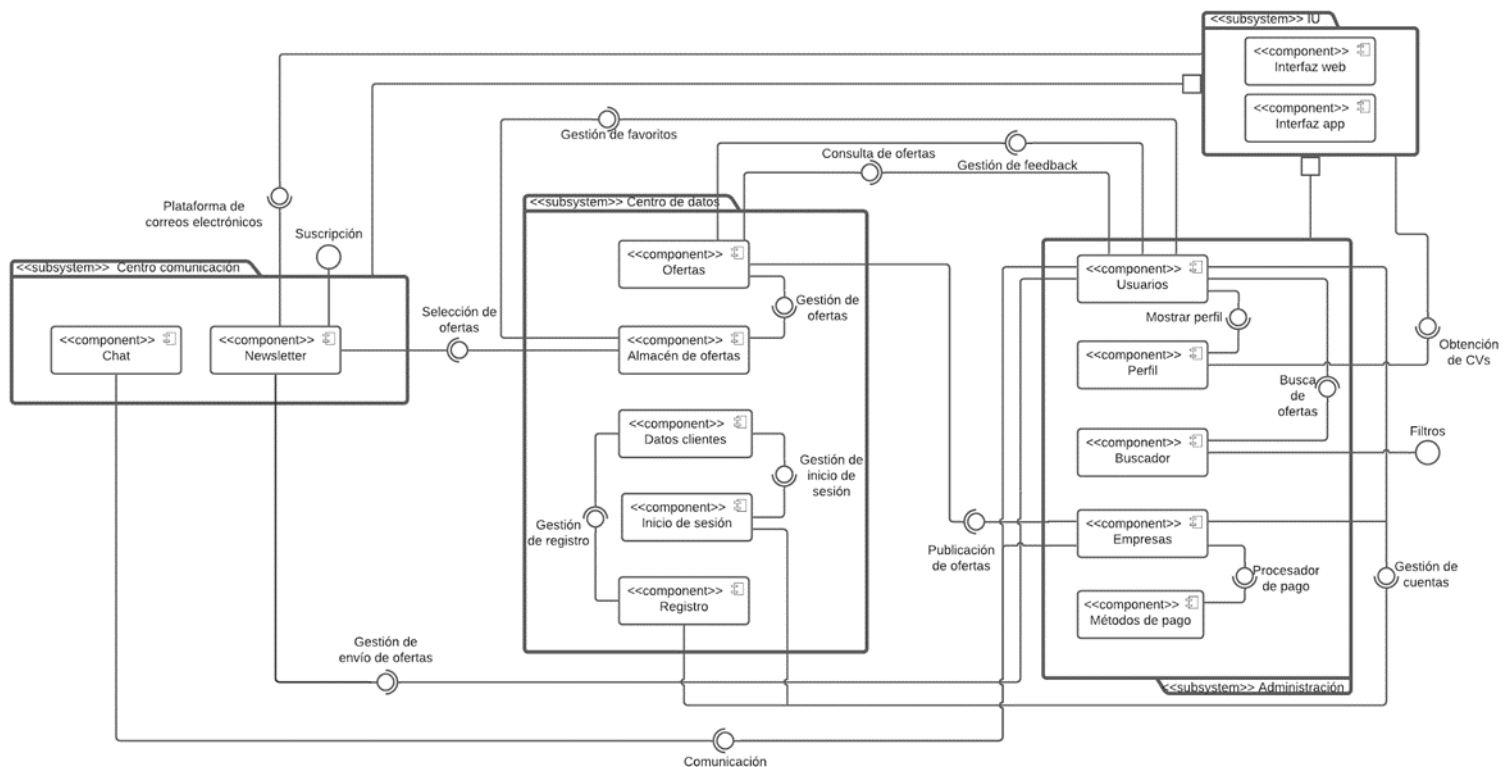 <<subsystem>> IU
<<component>>
Interfaz web
<<component>>
Interfaz app
Gestión de favoritos
Consulta de ofertas
Gestión de feedback
Plataforma de
correos electrónicos
Suscripción
<<subsystem>> Centro comunicación
<<component>>
Chat
<<component>>
Newsletter
Selección de
ofertas
<<subsystem>> Centro de datos
<<component>>
Ofertas
Gestión de
ofertas
<<component>>
Almacén de ofertas
<<component>>
Datos clientes
Gestión de
inicio de
sesión
<<component>>
Inicio de sesión
Gestión
de registro
<<component>>
Registro
<<component>>
Usuarios
Mostrar perfil
<<component>>
Perfil
Obtención
de CVs
Busca
de
ofertas
<<component>>
Buscador
Filtros
<<component>>
Empresas
Publicación
de ofertas
Procesador
de pago
Gestión de
cuentas
<<component>>
Métodos de pago
<<subsystem>> Administración
Gestión de
envío de ofertas
Comunicación